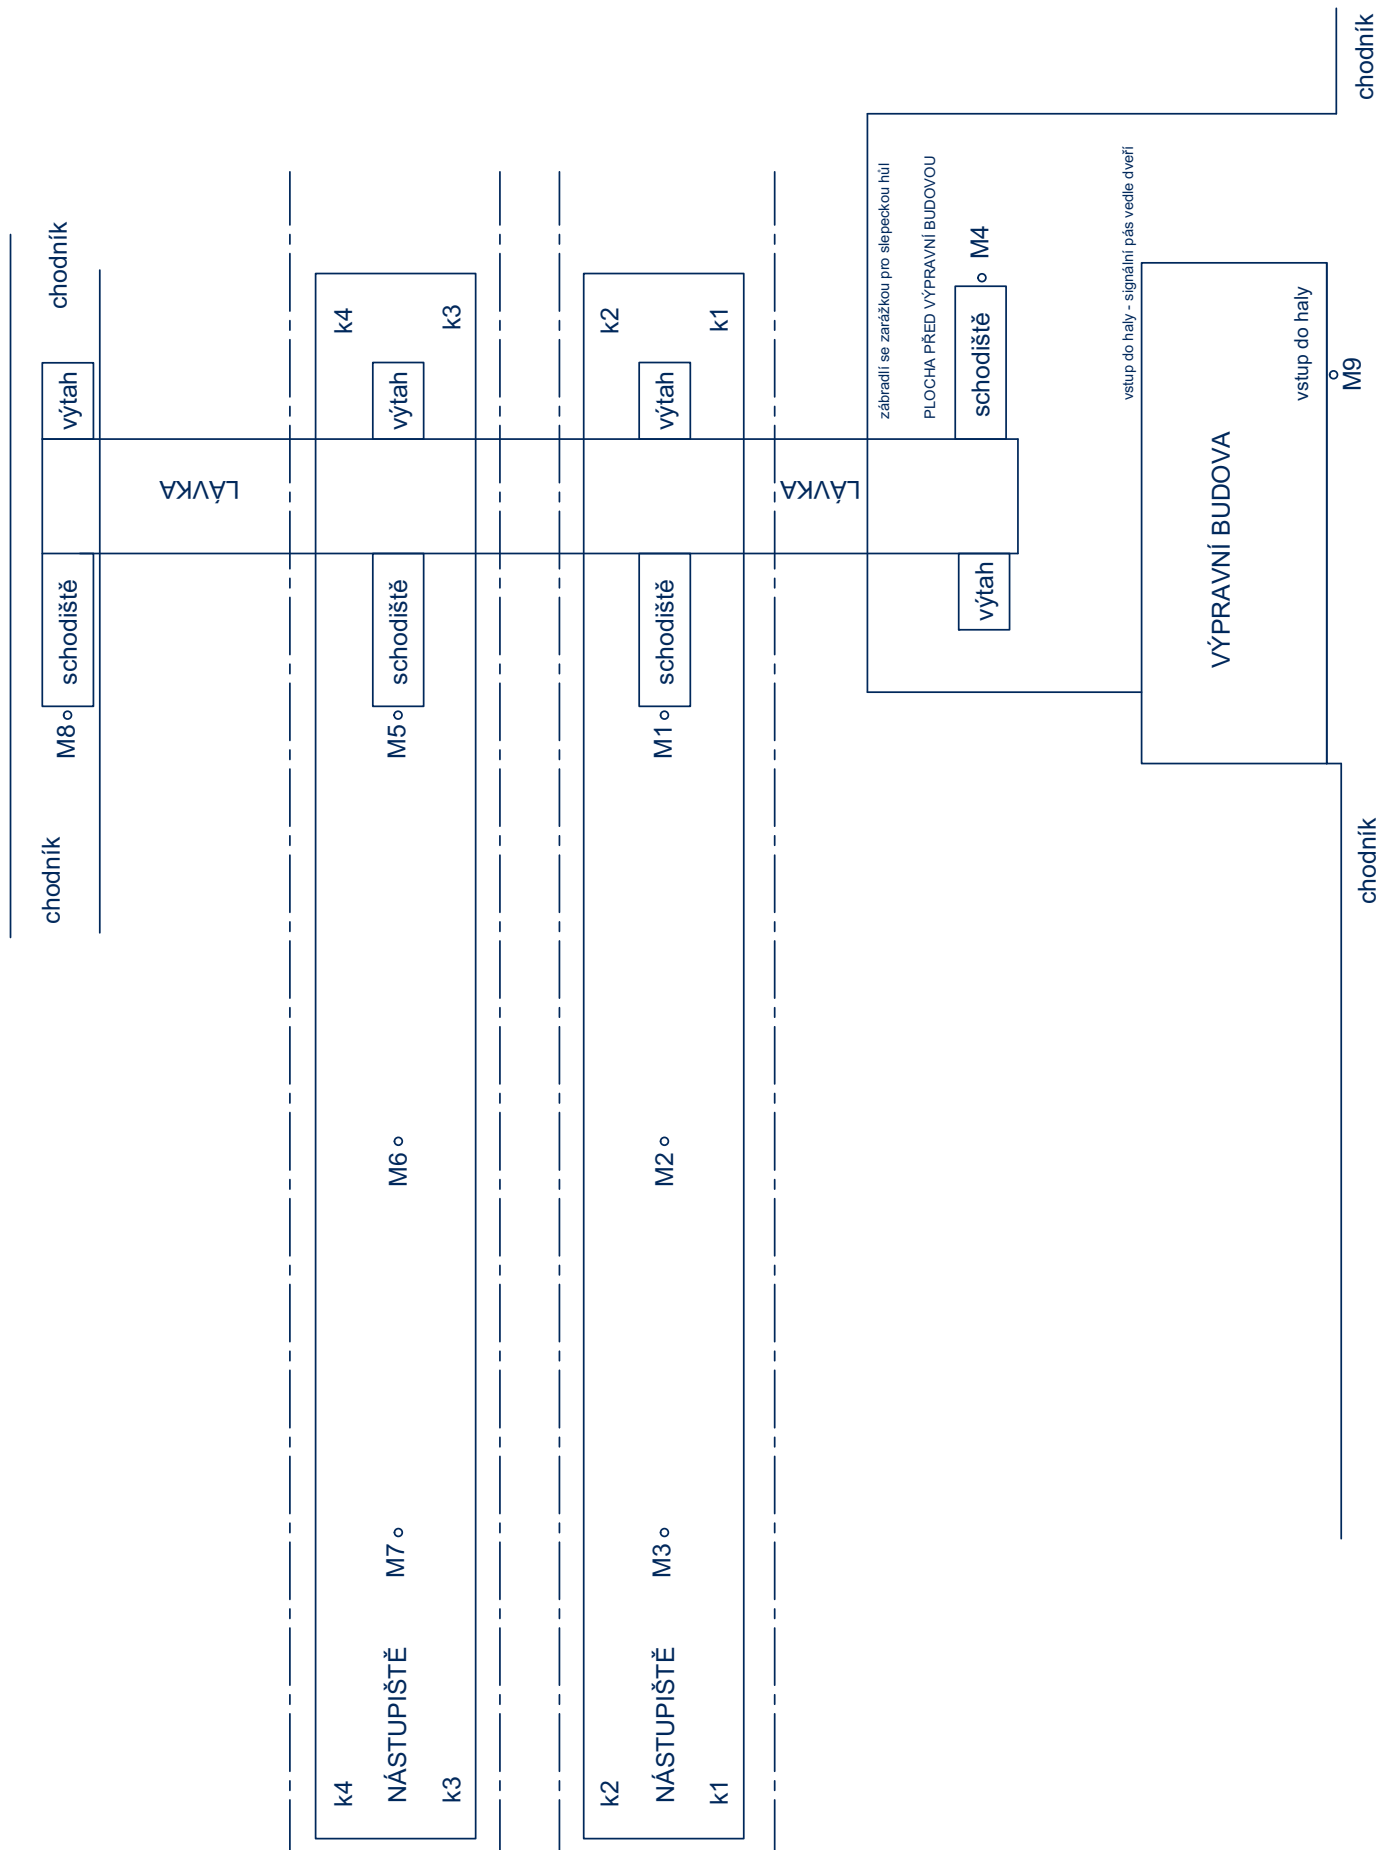 chodník
chodník
výtah
schodiště
M8
chodník
LÁVKA
k4
k3
výtah
schodiště
M5
M6
M7
NÁSTUPIŠTĚ
k4
k3
k2
k1
výtah
schodiště
M1
M2
M3
NÁSTUPIŠTĚ
k2
k1
LÁVKA
zábradlí se zarážkou pro slepeckou hůl
PLOCHA PŘED VÝPRAVNÍ BUDOVOU
M4
schodiště
výtah
vstup do haly - signální pás vedle dveří
VÝPRAVNÍ BUDOVA
vstup do haly
M9
chodník